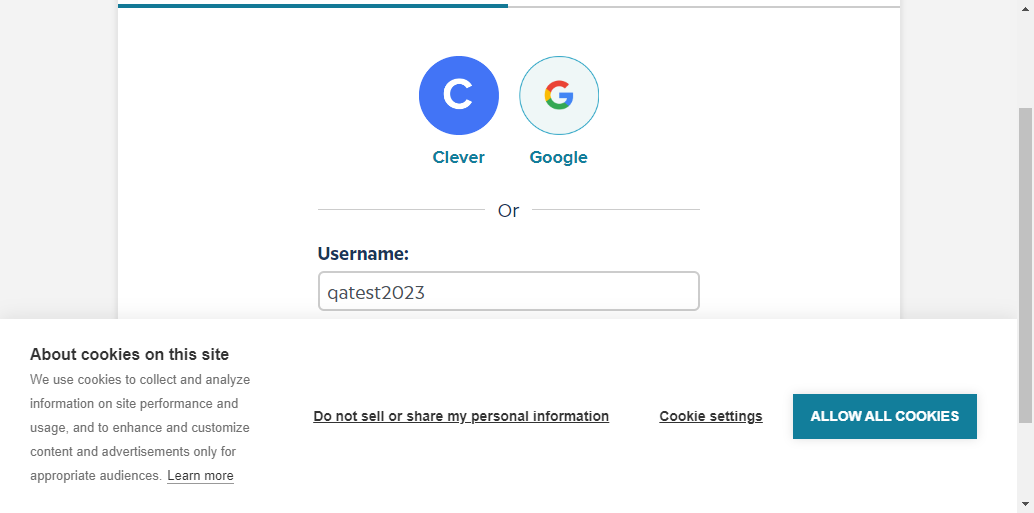 C G
Clever Google
Or
Username:
qatest2023
About cookies on this site
We use cookies to collect and analyze
information on site performance and
usage, and to enhance and customize
content and advertisements only for
appropriate audiences. Learn more
Do not sell or share my personal information
Cookie settings
ALLOW ALL COOKIES